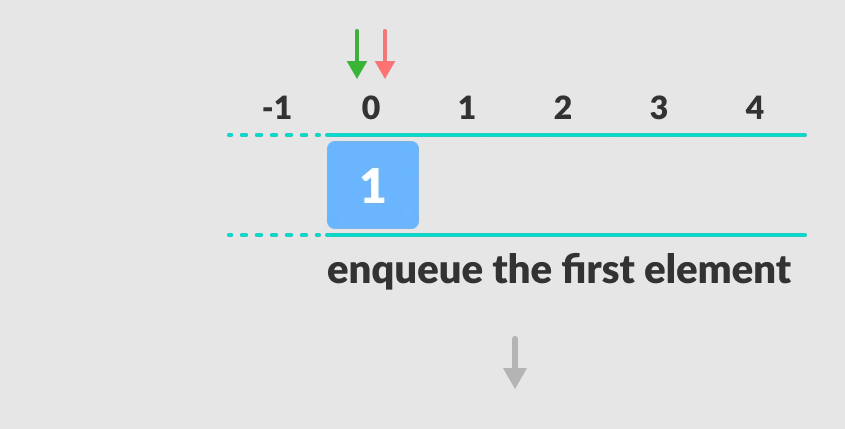 -1 0 1 2 3 4
1
enqueue the first element